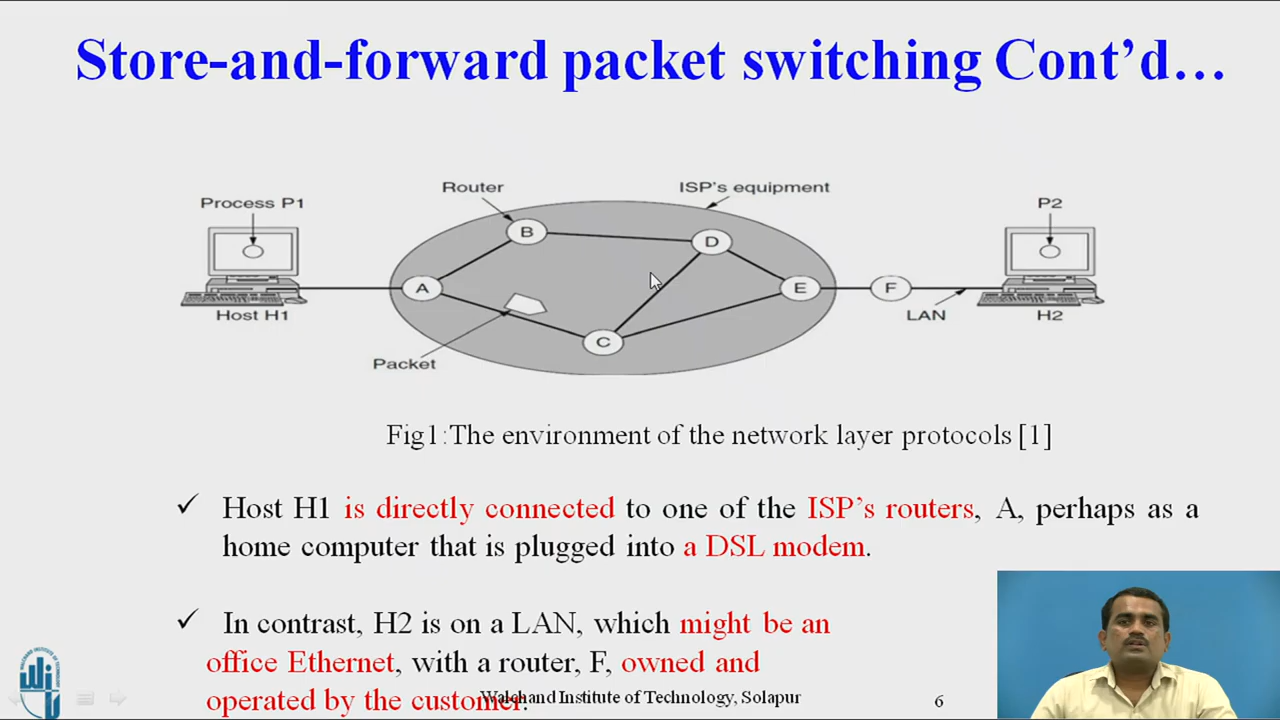 Store-and-forward packet switching Cont’d…
Router
ISP's equipment
Process P1
P2
B
D
A
E
F
C
Host H1
LAN
H2
Packet
Fig1:The environment of the network layer protocols [1]
✓ Host H1 is directly connected to one of the ISP’s routers, A, perhaps as a
home computer that is plugged into a DSL modem.
✓ In contrast, H2 is on a LAN, which might be an
office Ethernet, with a router, F, owned and
operated by the customer.
Walchand Institute of Technology, Solapur
6